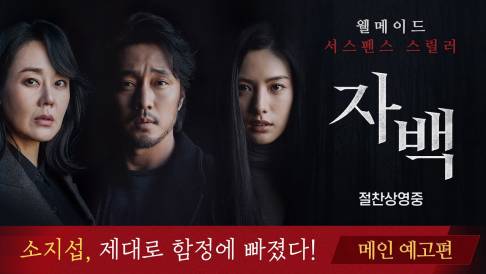 웰메이드
서스펜스 스릴러
자백
절찬상영중
소지섭, 제대로 함정에 빠졌다!
메인 예고편